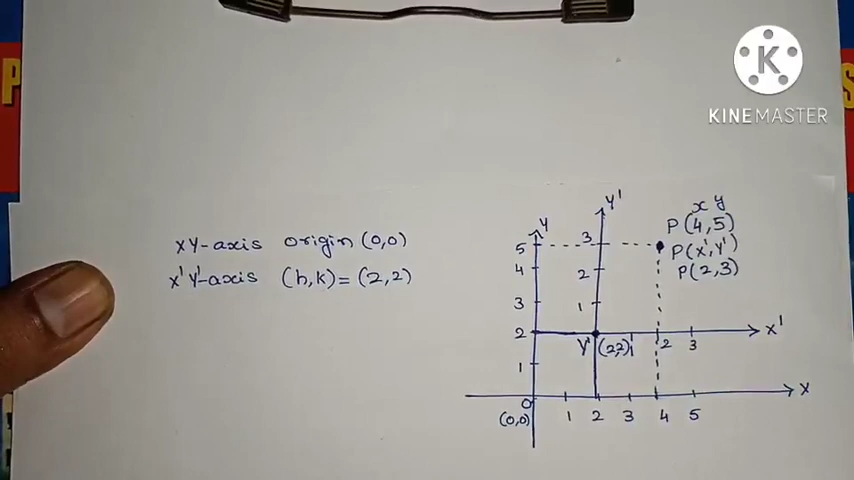 K
KINEMASTER
P
S
XY-axis origin (0,0)
X'Y'-axis (h,k) = (2,2)
Y'
x y
Y
P(4,5)
5
3
P(X',Y')
P(2,3)
4
2
3
1
2
X'
Y' (2,2) 1 2 3
1
X
O
(0,0) 1 2 3 4 5